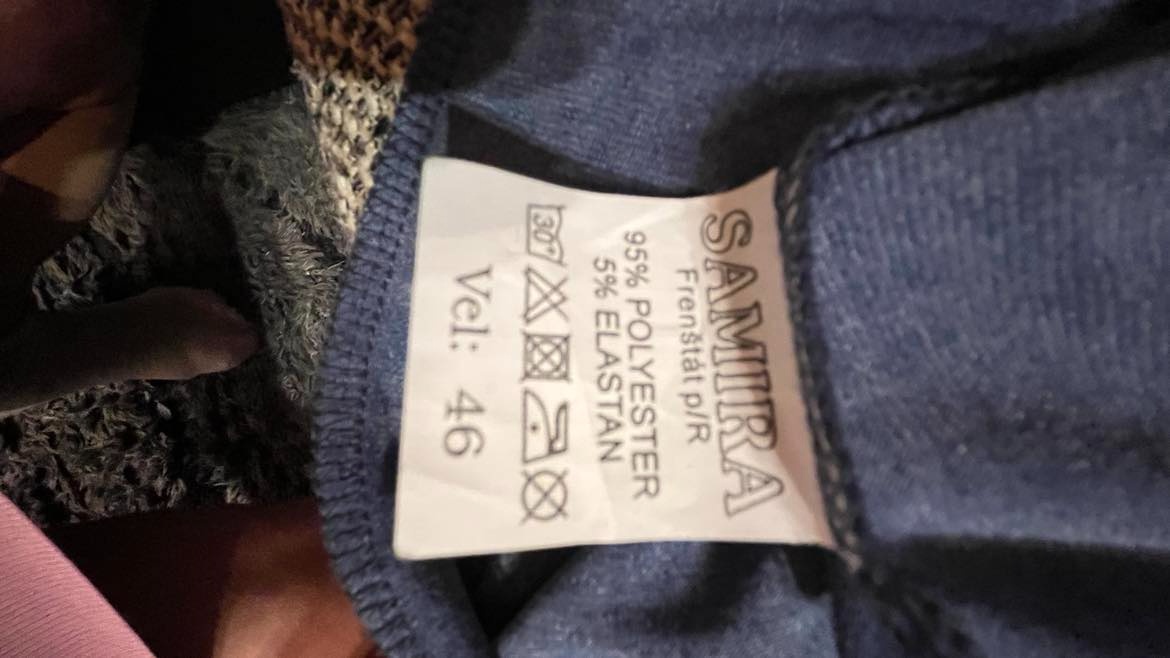 SAMIRA
Frenštát p/R
95% POLYESTER
5% ELASTAN
30°
Vel: 46